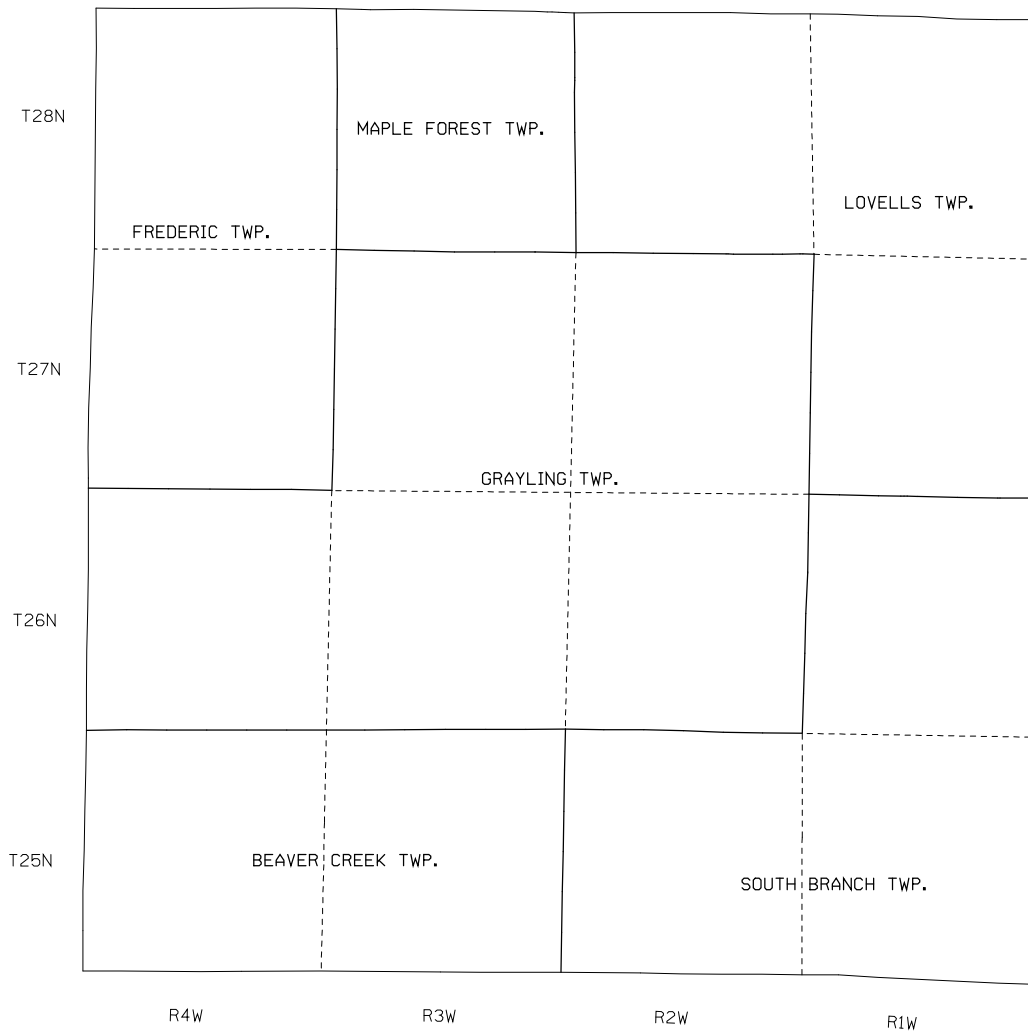 T28N
MAPLE FOREST TWP.
LOVELLS TWP.
FREDERIC TWP.
T27N
GRAYLING TWP.
T26N
T25N
BEAVER CREEK TWP.
SOUTH BRANCH TWP.
R4W
R3W
R2W
R1W